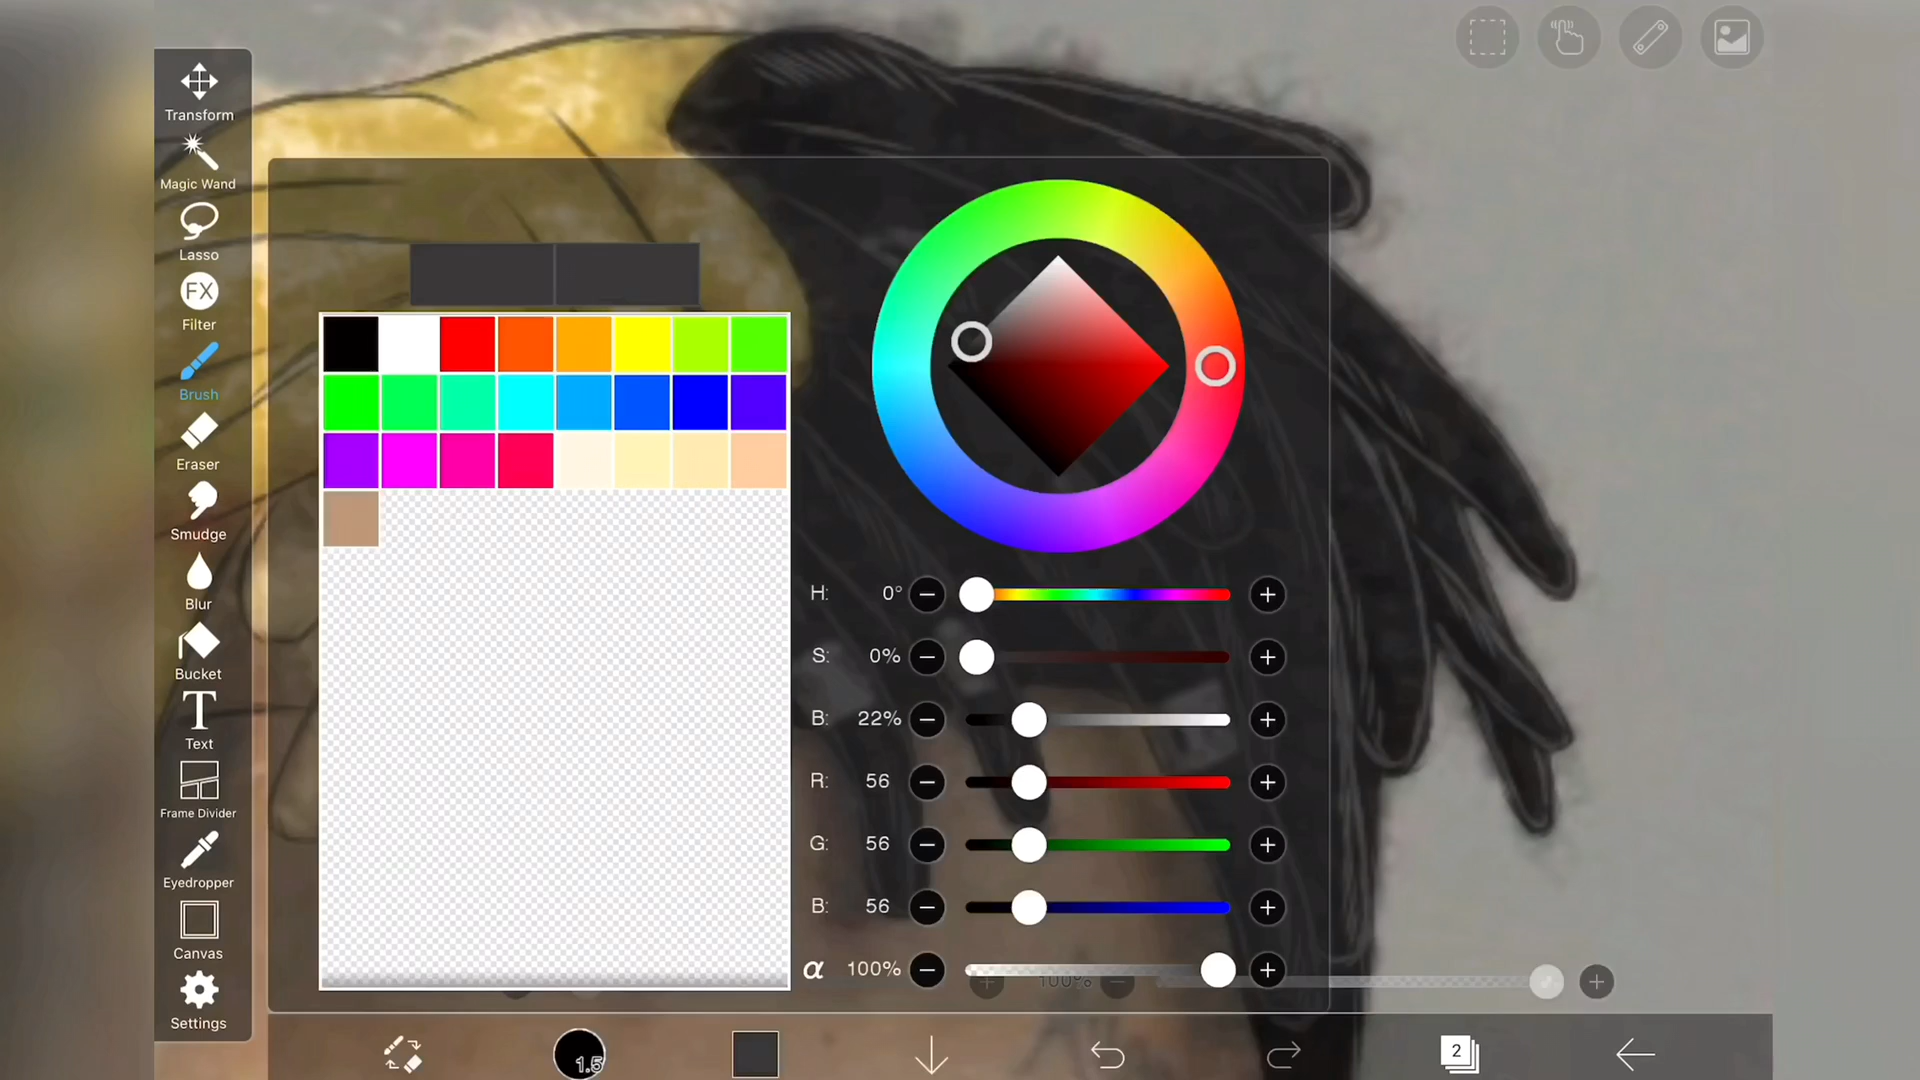 Transform
Magic Wand
Lasso
FX
Filter
Brush
Eraser
Smudge
Blur
Bucket
T
Text
Frame Divider
Eyedropper
Canvas
Settings
H: 0°
S: 0%
B: 22%
R: 56
G: 56
B: 56
α 100%
100%
1.5
2